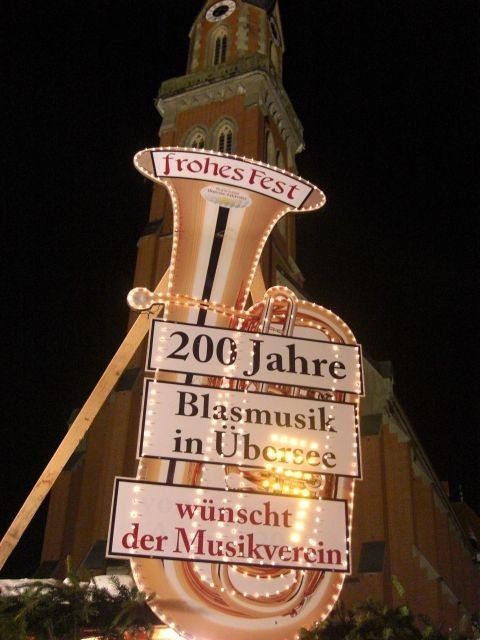 frohes Fest
200 Jahre
Blasmusik
in Übersee
wünscht
der Musikverein